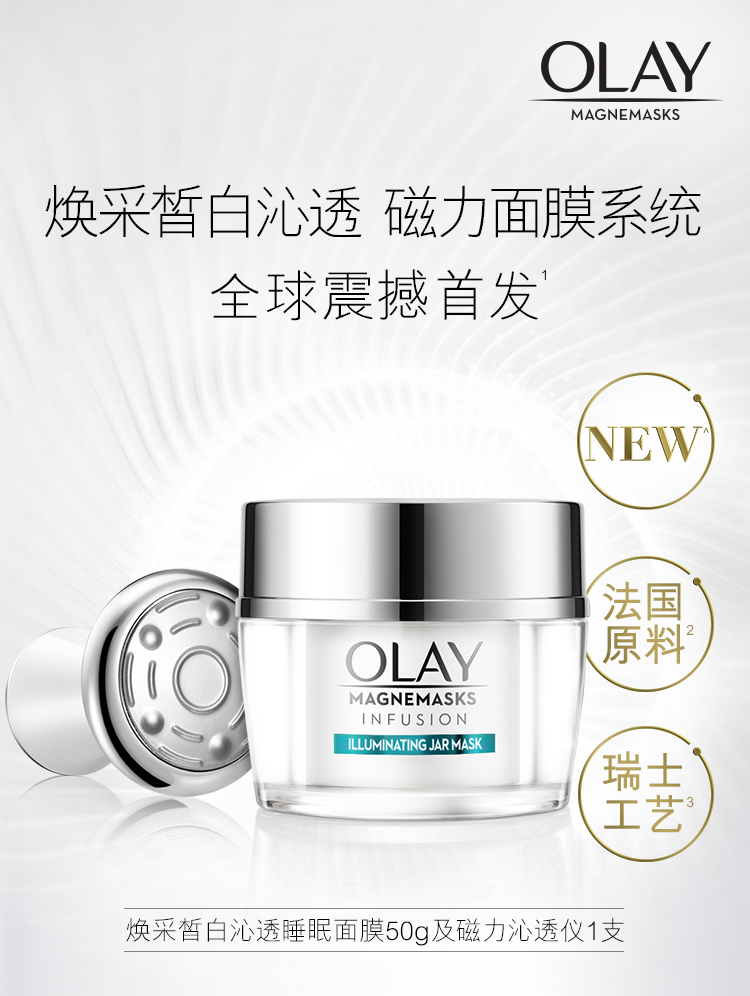 OLAY
MAGNEMASKS
焕采皙白沁透 磁力面膜系统
全球震撼首发¹
NEW^
法国
原料²
瑞士
工艺³
OLAY
MAGNEMASKS
INFUSION
ILLUMINATING JAR MASK
焕采皙白沁透睡眠面膜50g及磁力沁透仪1支